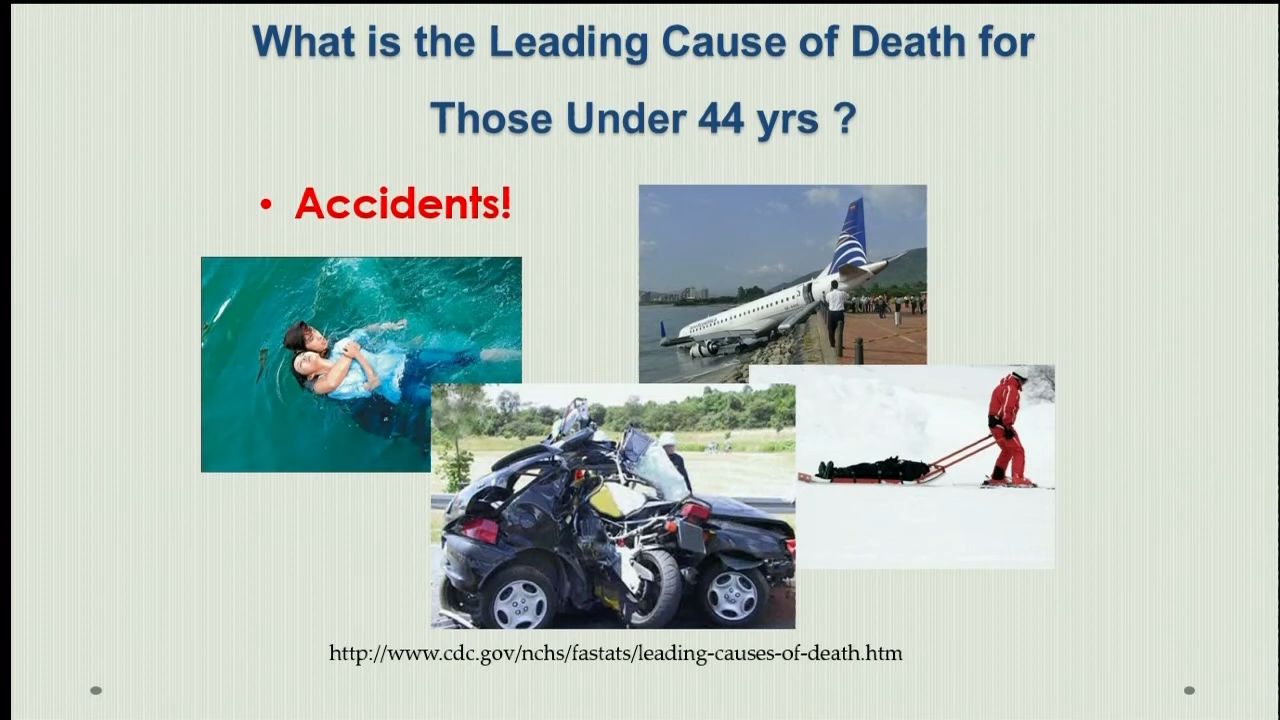 What is the Leading Cause of Death for
Those Under 44 yrs ?
• Accidents!
http://www.cdc.gov/nchs/fastats/leading-causes-of-death.htm